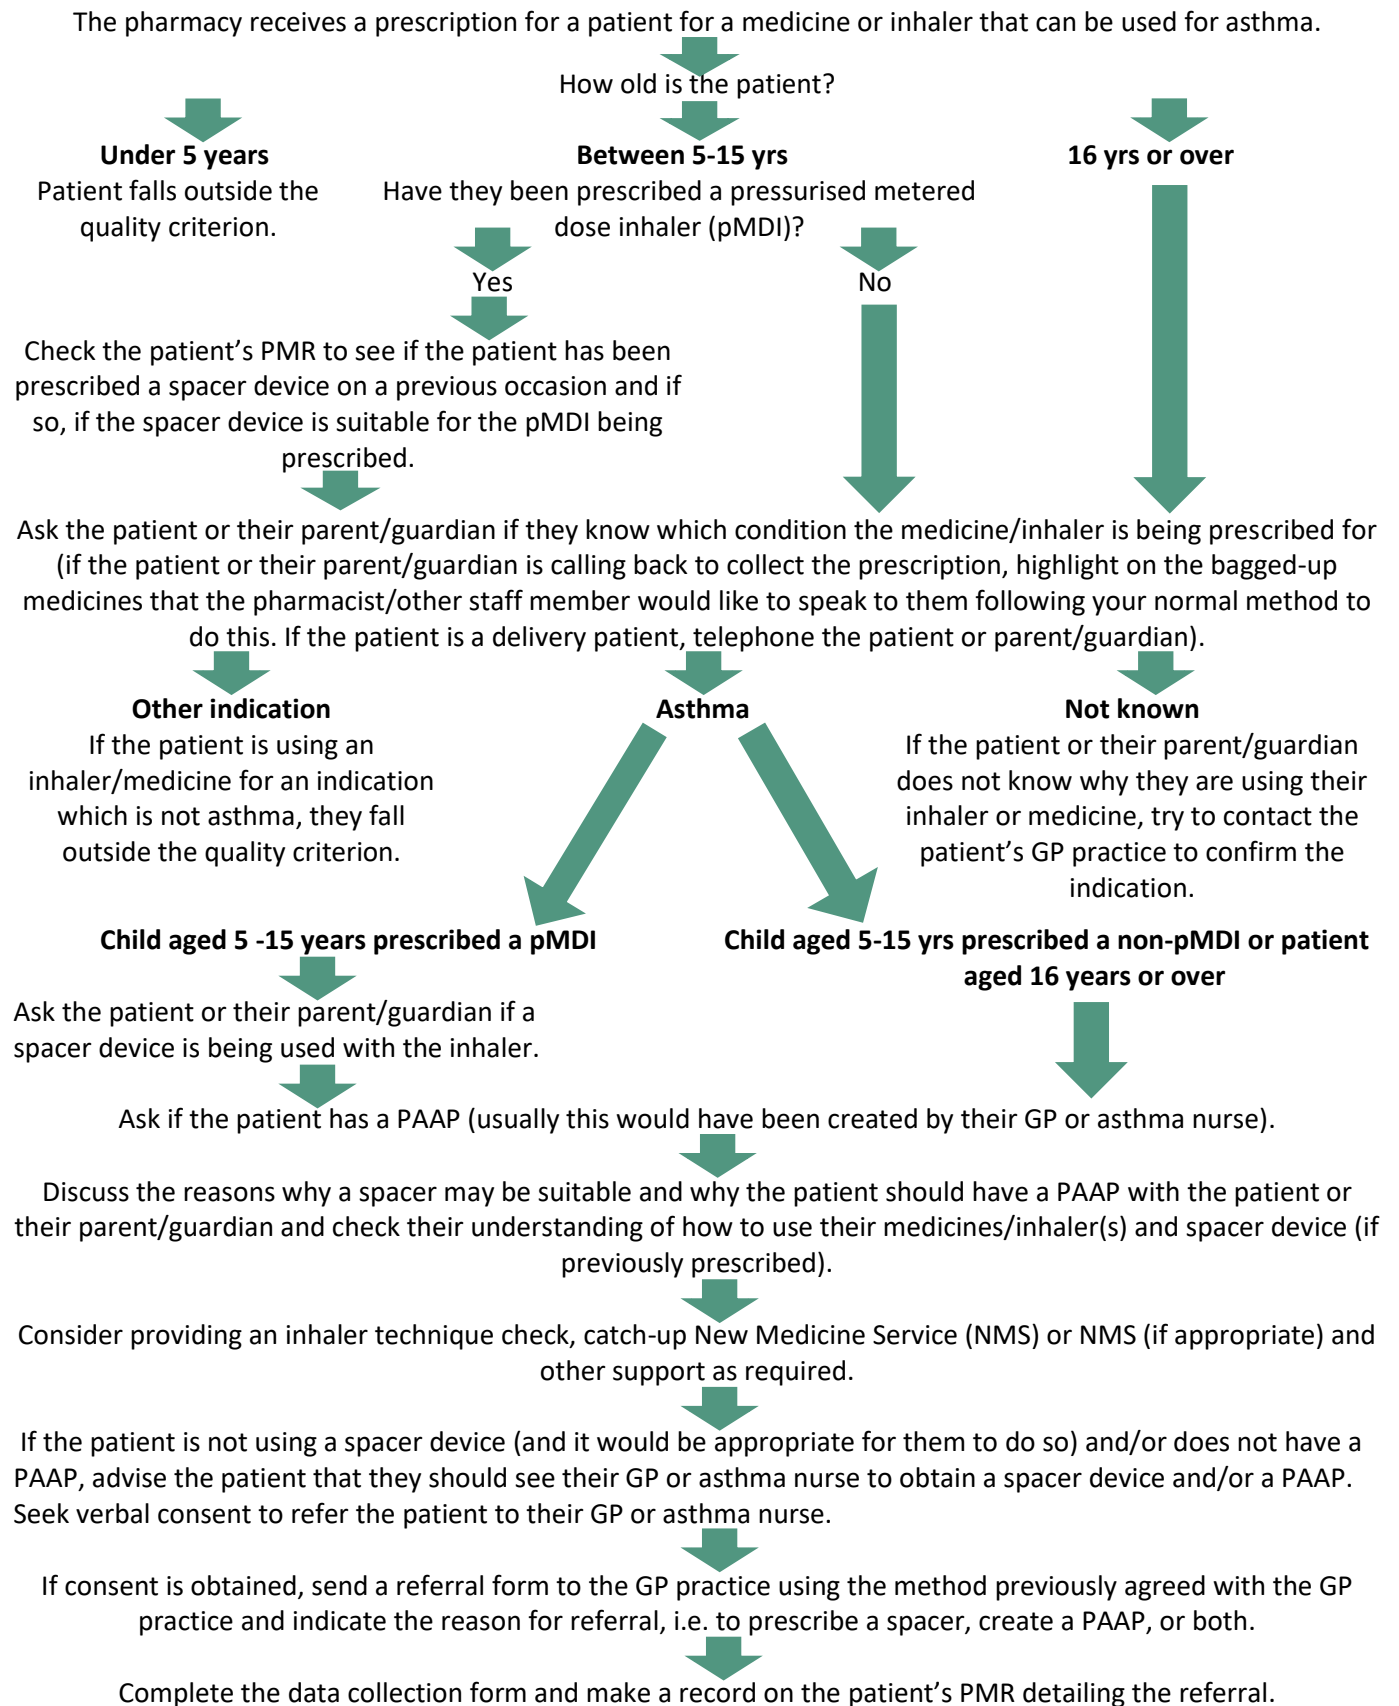 The pharmacy receives a prescription for a patient for a medicine or inhaler that can be used for asthma.
How old is the patient?
Under 5 years
Patient falls outside the
quality criterion.
Between 5-15 yrs
Have they been prescribed a pressurised metered
dose inhaler (pMDI)?
16 yrs or over
Yes
No
Check the patient's PMR to see if the patient has been
prescribed a spacer device on a previous occasion and if
so, if the spacer device is suitable for the pMDI being
prescribed.
Ask the patient or their parent/guardian if they know which condition the medicine/inhaler is being prescribed for
(if the patient or their parent/guardian is calling back to collect the prescription, highlight on the bagged-up
medicines that the pharmacist/other staff member would like to speak to them following your normal method to
do this. If the patient is a delivery patient, telephone the patient or parent/guardian).
Other indication
If the patient is using an
inhaler/medicine for an indication
which is not asthma, they fall
outside the quality criterion.
Asthma
Not known
If the patient or their parent/guardian
does not know why they are using their
inhaler or medicine, try to contact the
patient's GP practice to confirm the
indication.
Child aged 5 -15 years prescribed a pMDI
Child aged 5-15 yrs prescribed a non-pMDI or patient
aged 16 years or over
Ask the patient or their parent/guardian if a
spacer device is being used with the inhaler.
Ask if the patient has a PAAP (usually this would have been created by their GP or asthma nurse).
Discuss the reasons why a spacer may be suitable and why the patient should have a PAAP with the patient or
their parent/guardian and check their understanding of how to use their medicines/inhaler(s) and spacer device (if
previously prescribed).
Consider providing an inhaler technique check, catch-up New Medicine Service (NMS) or NMS (if appropriate) and
other support as required.
If the patient is not using a spacer device (and it would be appropriate for them to do so) and/or does not have a
PAAP, advise the patient that they should see their GP or asthma nurse to obtain a spacer device and/or a PAAP.
Seek verbal consent to refer the patient to their GP or asthma nurse.
If consent is obtained, send a referral form to the GP practice using the method previously agreed with the GP
practice and indicate the reason for referral, i.e. to prescribe a spacer, create a PAAP, or both.
Complete the data collection form and make a record on the patient's PMR detailing the referral.